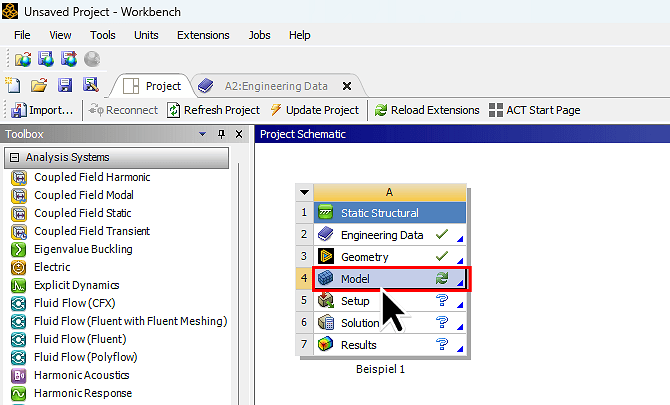 Unsaved Project - Workbench
File View Tools Units Extensions Jobs Help
Project A2:Engineering Data
Import... Reconnect Refresh Project Update Project Reload Extensions ACT Start Page
Toolbox
Project Schematic
Analysis Systems
Coupled Field Harmonic
Coupled Field Modal
Coupled Field Static
Coupled Field Transient
Eigenvalue Buckling
Electric
Explicit Dynamics
Fluid Flow (CFX)
Fluid Flow (Fluent with Fluent Meshing)
Fluid Flow (Fluent)
Fluid Flow (Polyflow)
Harmonic Acoustics
Harmonic Response
A
1 Static Structural
2 Engineering Data
3 Geometry
4 Model
5 Setup
6 Solution
7 Results
Beispiel 1